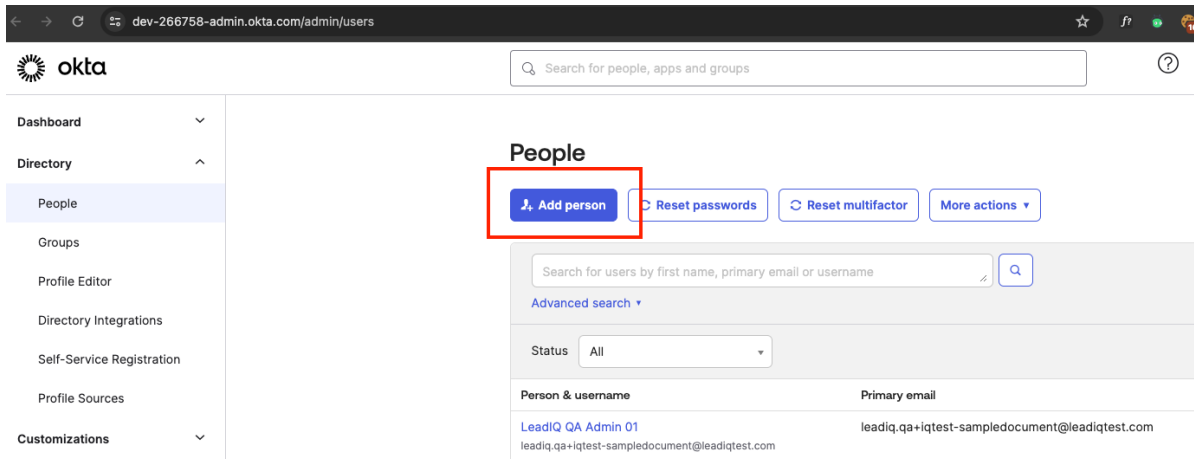 dev-266758-admin.okta.com/admin/users
okta
Search for people, apps and groups
Dashboard
Directory
People
Groups
Profile Editor
Directory Integrations
Self-Service Registration
Profile Sources
Customizations
People
Add person
Reset passwords
Reset multifactor
More actions
Search for users by first name, primary email or username
Advanced search
Status
All
Person & username
Primary email
LeadIQ QA Admin 01
leadiq.qa+iqtest-sampledocument@leadiqtest.com
leadiq.qa+iqtest-sampledocument@leadiqtest.com